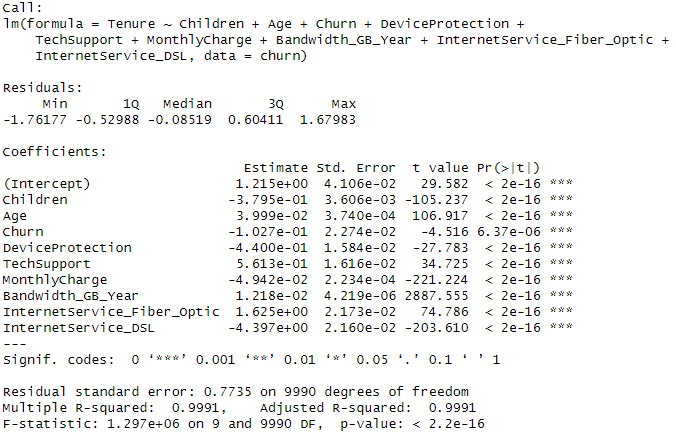 Call:
lm(formula = Tenure ~ Children + Age + Churn + DeviceProtection +
    TechSupport + MonthlyCharge + Bandwidth_GB_Year + InternetService_Fiber_Optic +
    InternetService_DSL, data = churn)

Residuals:
     Min       1Q   Median       3Q      Max
-1.76177 -0.52988 -0.08519  0.60411  1.67983

Coefficients:
                              Estimate Std. Error  t value Pr(>|t|)
(Intercept)                  1.215e+00  4.106e-02   29.582  < 2e-16 ***
Children                    -3.795e-01  3.606e-03 -105.237  < 2e-16 ***
Age                          3.999e-02  3.740e-04  106.917  < 2e-16 ***
Churn                       -1.027e-01  2.274e-02   -4.516 6.37e-06 ***
DeviceProtection            -4.400e-01  1.584e-02  -27.783  < 2e-16 ***
TechSupport                  5.613e-01  1.616e-02   34.725  < 2e-16 ***
MonthlyCharge               -4.942e-02  2.234e-04 -221.224  < 2e-16 ***
Bandwidth_GB_Year            1.218e-02  4.219e-06 2887.555  < 2e-16 ***
InternetService_Fiber_Optic  1.625e+00  2.173e-02   74.786  < 2e-16 ***
InternetService_DSL         -4.397e+00  2.160e-02 -203.610  < 2e-16 ***
---
Signif. codes:  0 ‘***’ 0.001 ‘**’ 0.01 ‘*’ 0.05 ‘.’ 0.1 ‘ ’ 1

Residual standard error: 0.7735 on 9990 degrees of freedom
Multiple R-squared:  0.9991,    Adjusted R-squared:  0.9991
F-statistic: 1.297e+06 on 9 and 9990 DF,  p-value: < 2.2e-16